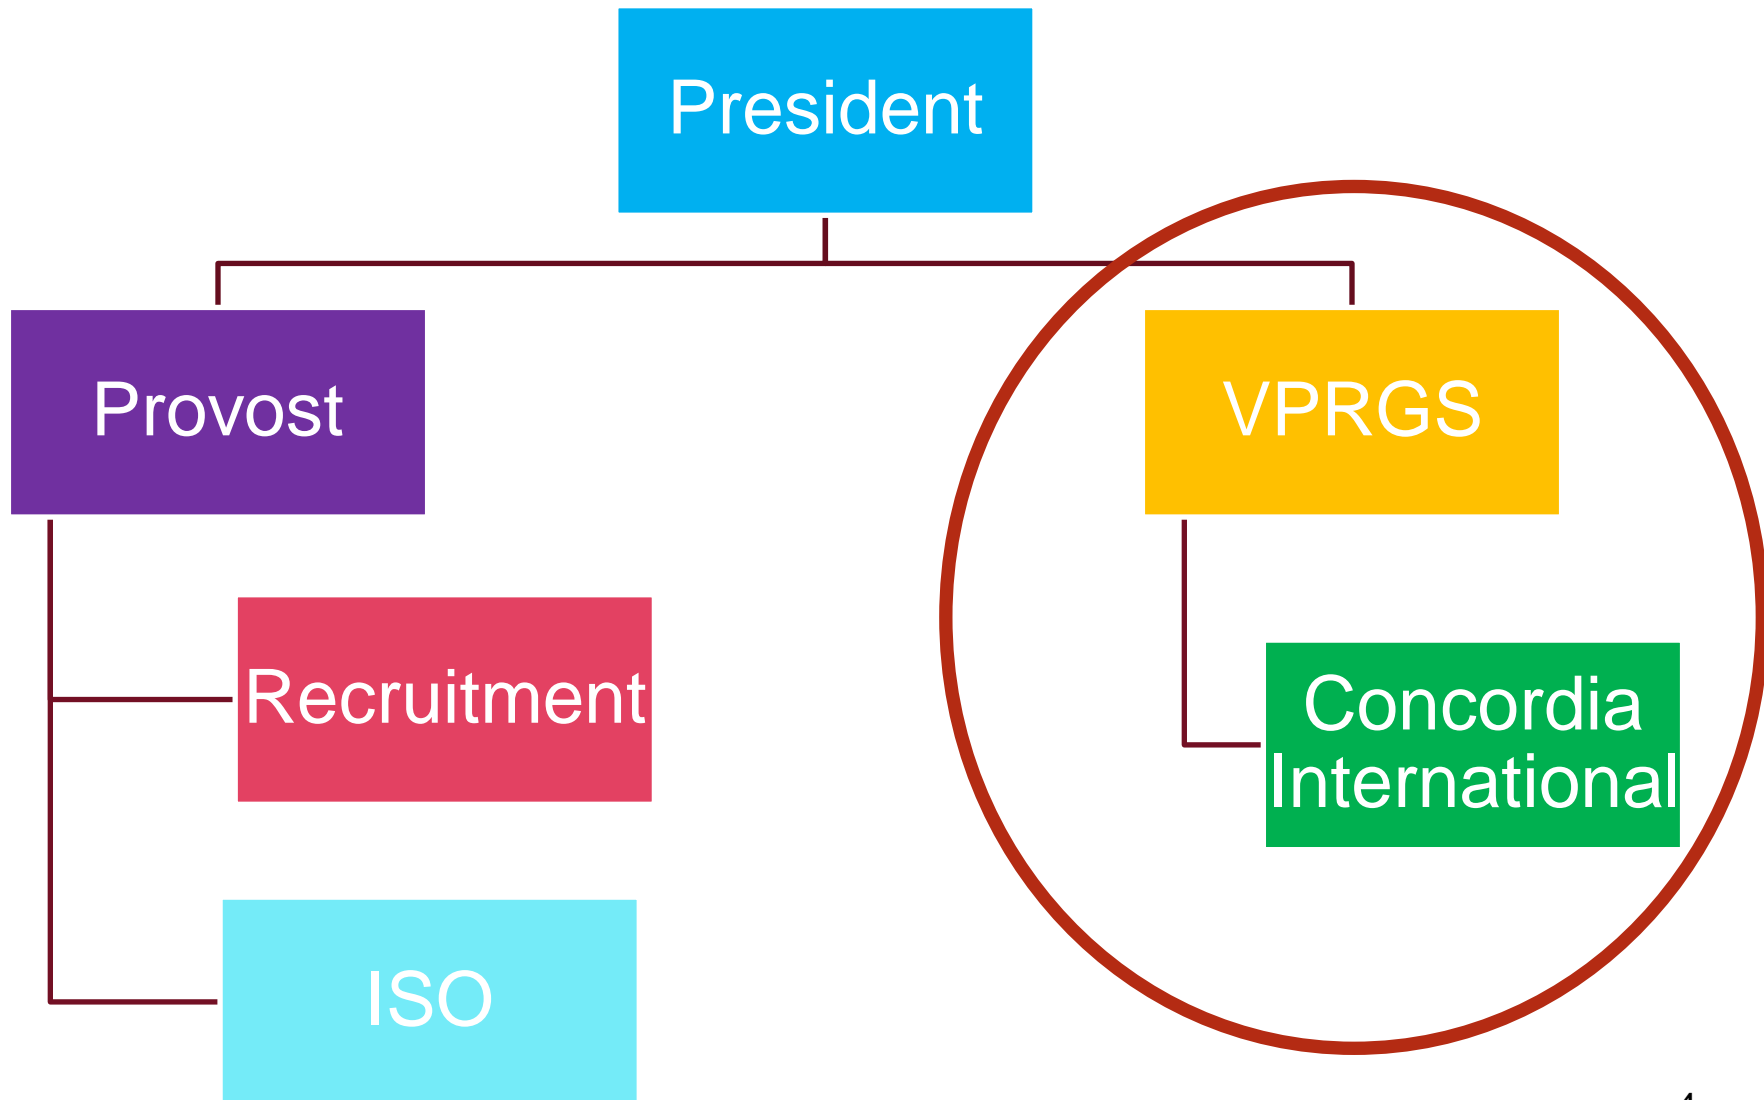 President
Provost
VPRGS
Recruitment
Concordia
International
ISO